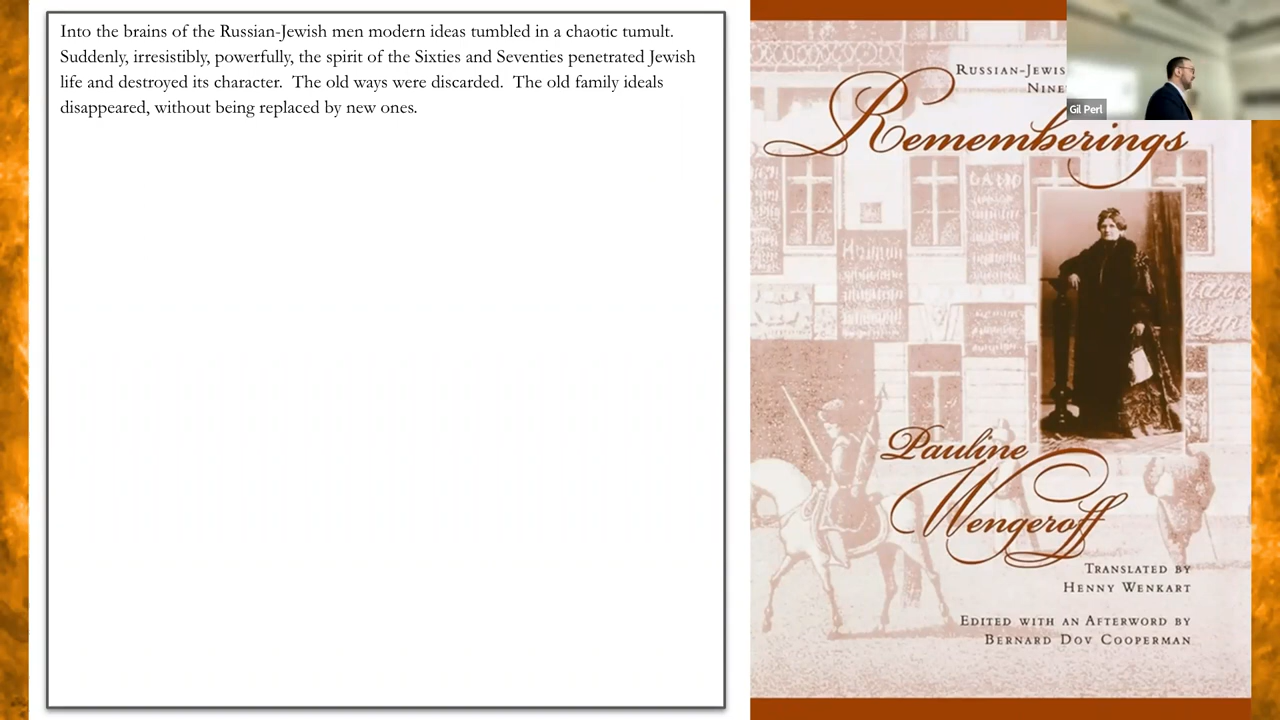 Into the brains of the Russian-Jewish men modern ideas tumbled in a chaotic tumult.
Suddenly, irresistibly, powerfully, the spirit of the Sixties and Seventies penetrated Jewish
life and destroyed its character.  The old ways were discarded.  The old family ideals
disappeared, without being replaced by new ones.
Russian-Jewis
Nine
Gil Perl
Rememberings
Pauline
Wengeroff
Translated by
Henny Wenkart
Edited with an Afterword by
Bernard Dov Cooperman